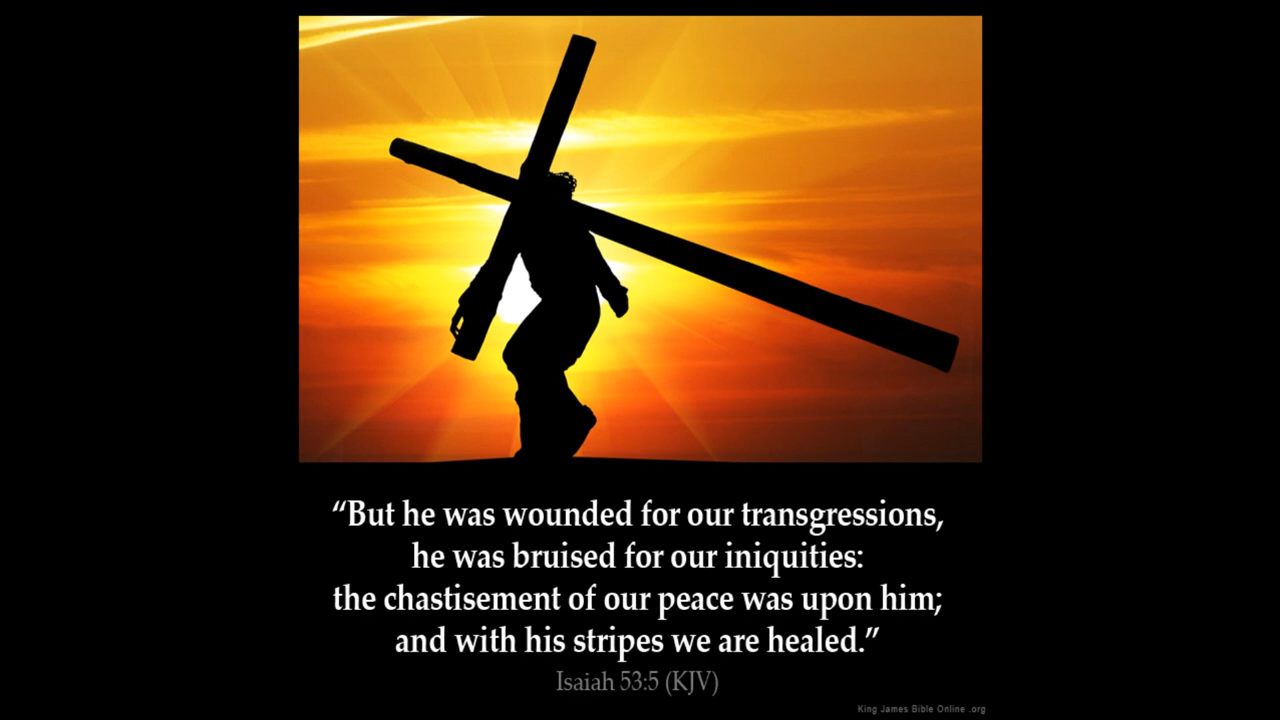 “But he was wounded for our transgressions,
he was bruised for our iniquities:
the chastisement of our peace was upon him;
and with his stripes we are healed.”
Isaiah 53:5 (KJV)
King James Bible Online .org